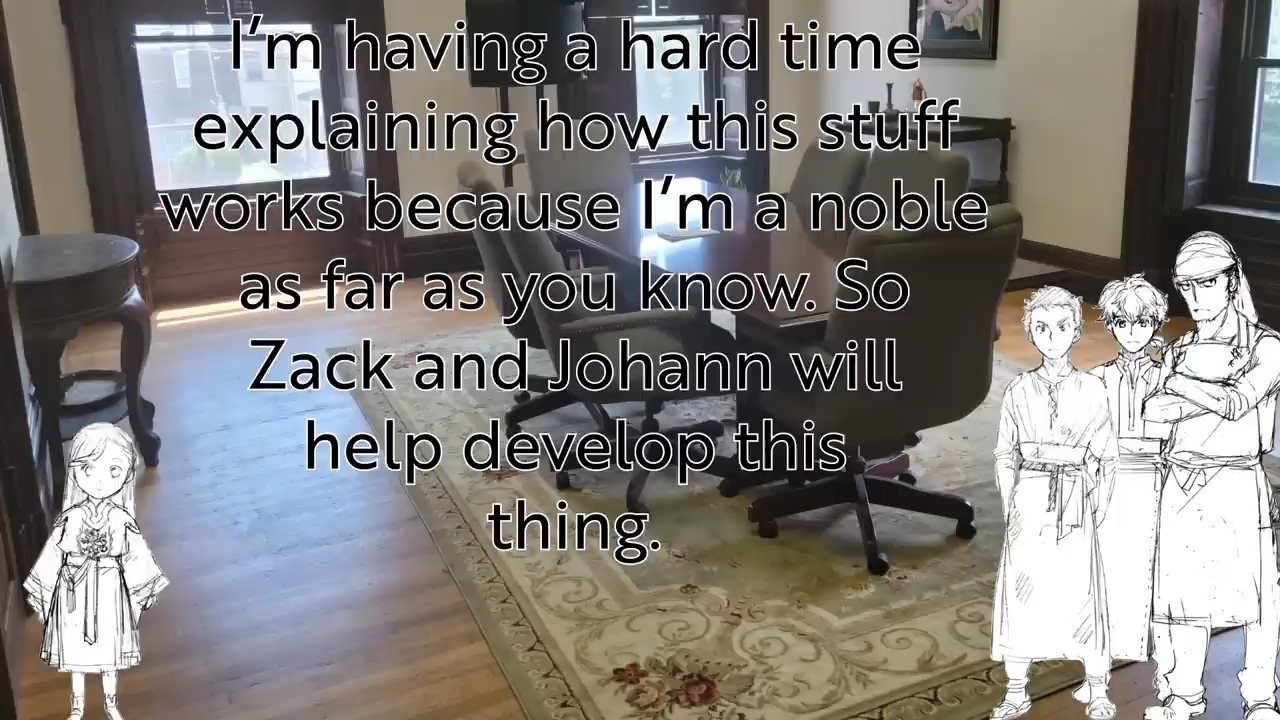 I'm having a hard time
explaining how this stuff
works because I'm a noble
as far as you know. So
Zack and Johann will
help develop this
thing.